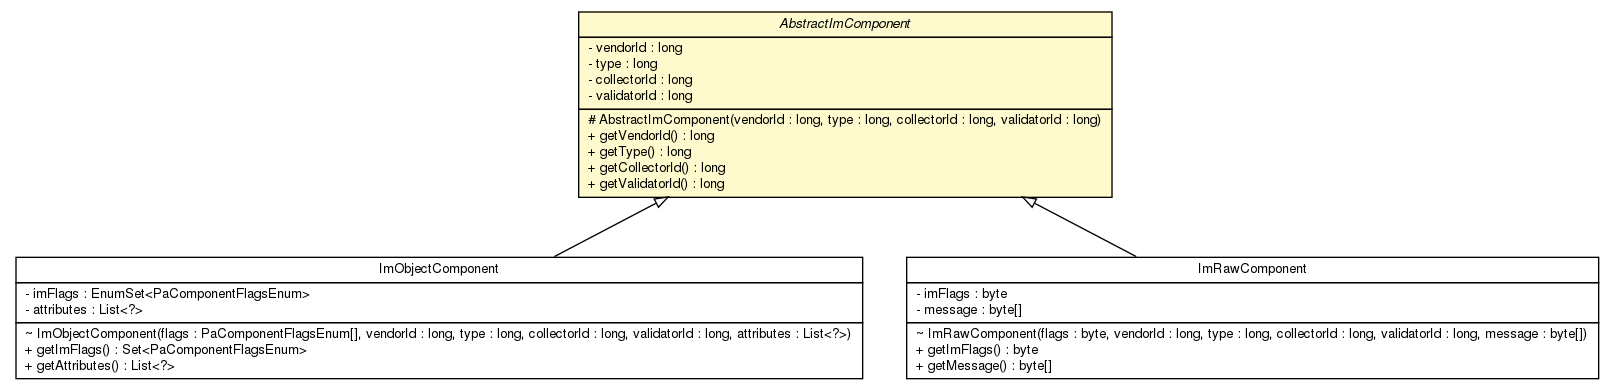 AbstractImComponent
- vendorId : long
- type : long
- collectorId : long
- validatorId : long
# AbstractImComponent(vendorId : long, type : long, collectorId : long, validatorId : long)
+ getVendorId() : long
+ getType() : long
+ getCollectorId() : long
+ getValidatorId() : long
ImObjectComponent
- imFlags : EnumSet<PaComponentFlagsEnum>
- attributes : List<?>
~ ImObjectComponent(flags : PaComponentFlagsEnum[], vendorId : long, type : long, collectorId : long, validatorId : long, attributes : List<?>)
+ getImFlags() : Set<PaComponentFlagsEnum>
+ getAttributes() : List<?>
ImRawComponent
- imFlags : byte
- message : byte[]
~ ImRawComponent(flags : byte, vendorId : long, type : long, collectorId : long, validatorId : long, message : byte[])
+ getImFlags() : byte
+ getMessage() : byte[]